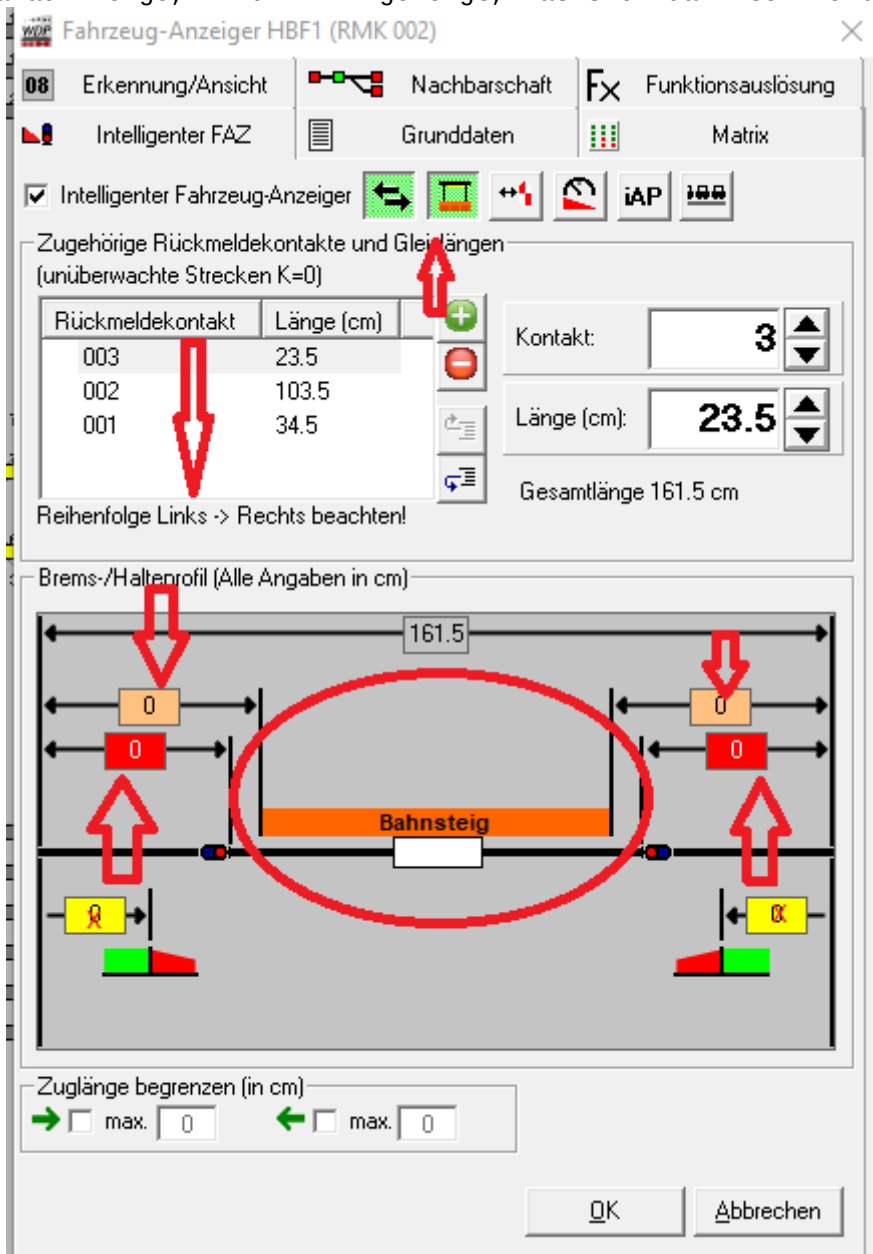 WDP Fahrzeug-Anzeiger HBF1 (RMK 002)
08 Erkennung/Ansicht Nachbarschaft Fx Funktionsauslösung
Intelligenter FAZ Grunddaten Matrix
Intelligenter Fahrzeug-Anzeiger iAP
Zugehörige Rückmeldekontakte und Gleislängen
(unüberwachte Strecken K=0)
Rückmeldekontakt Länge (cm)
003 23.5
002 103.5
001 34.5
Kontakt: 3
Länge (cm): 23.5
Gesamtlänge 161.5 cm
Reihenfolge Links -> Rechts beachten!
Brems-/Halteprofil (Alle Angaben in cm)
161.5
0 0
0 0
Bahnsteig
0 0
Zuglänge begrenzen (in cm)
max. 0 max. 0
OK Abbrechen